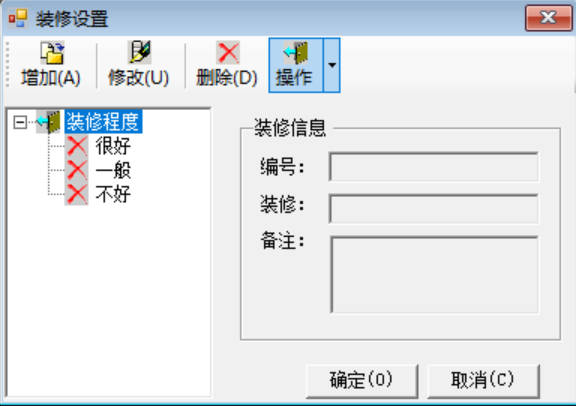 装修设置
增加(A) 修改(U) 删除(D) 操作
装修程度
很好
一般
不好
装修信息
编号：
装修：
备注：
确定(O) 取消(C)